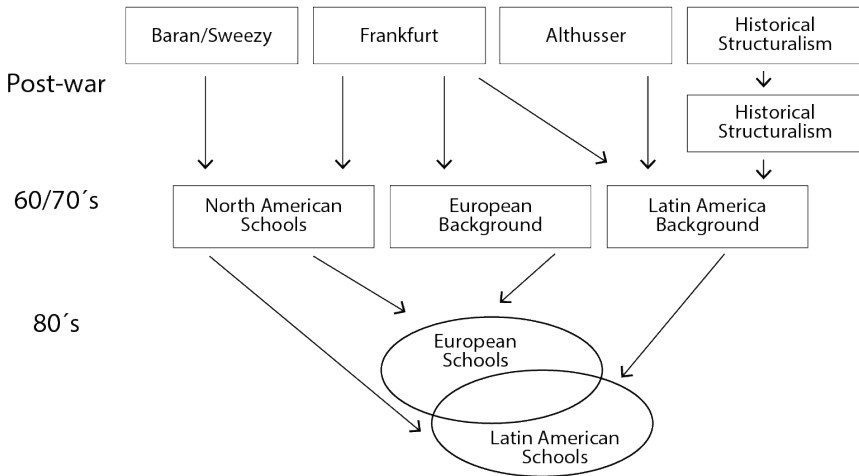 Baran/Sweezy
Frankfurt
Althusser
Historical
Structuralism
Post-war
Historical
Structuralism
60/70´s
North American
Schools
European
Background
Latin America
Background
80´s
European
Schools
Latin American
Schools